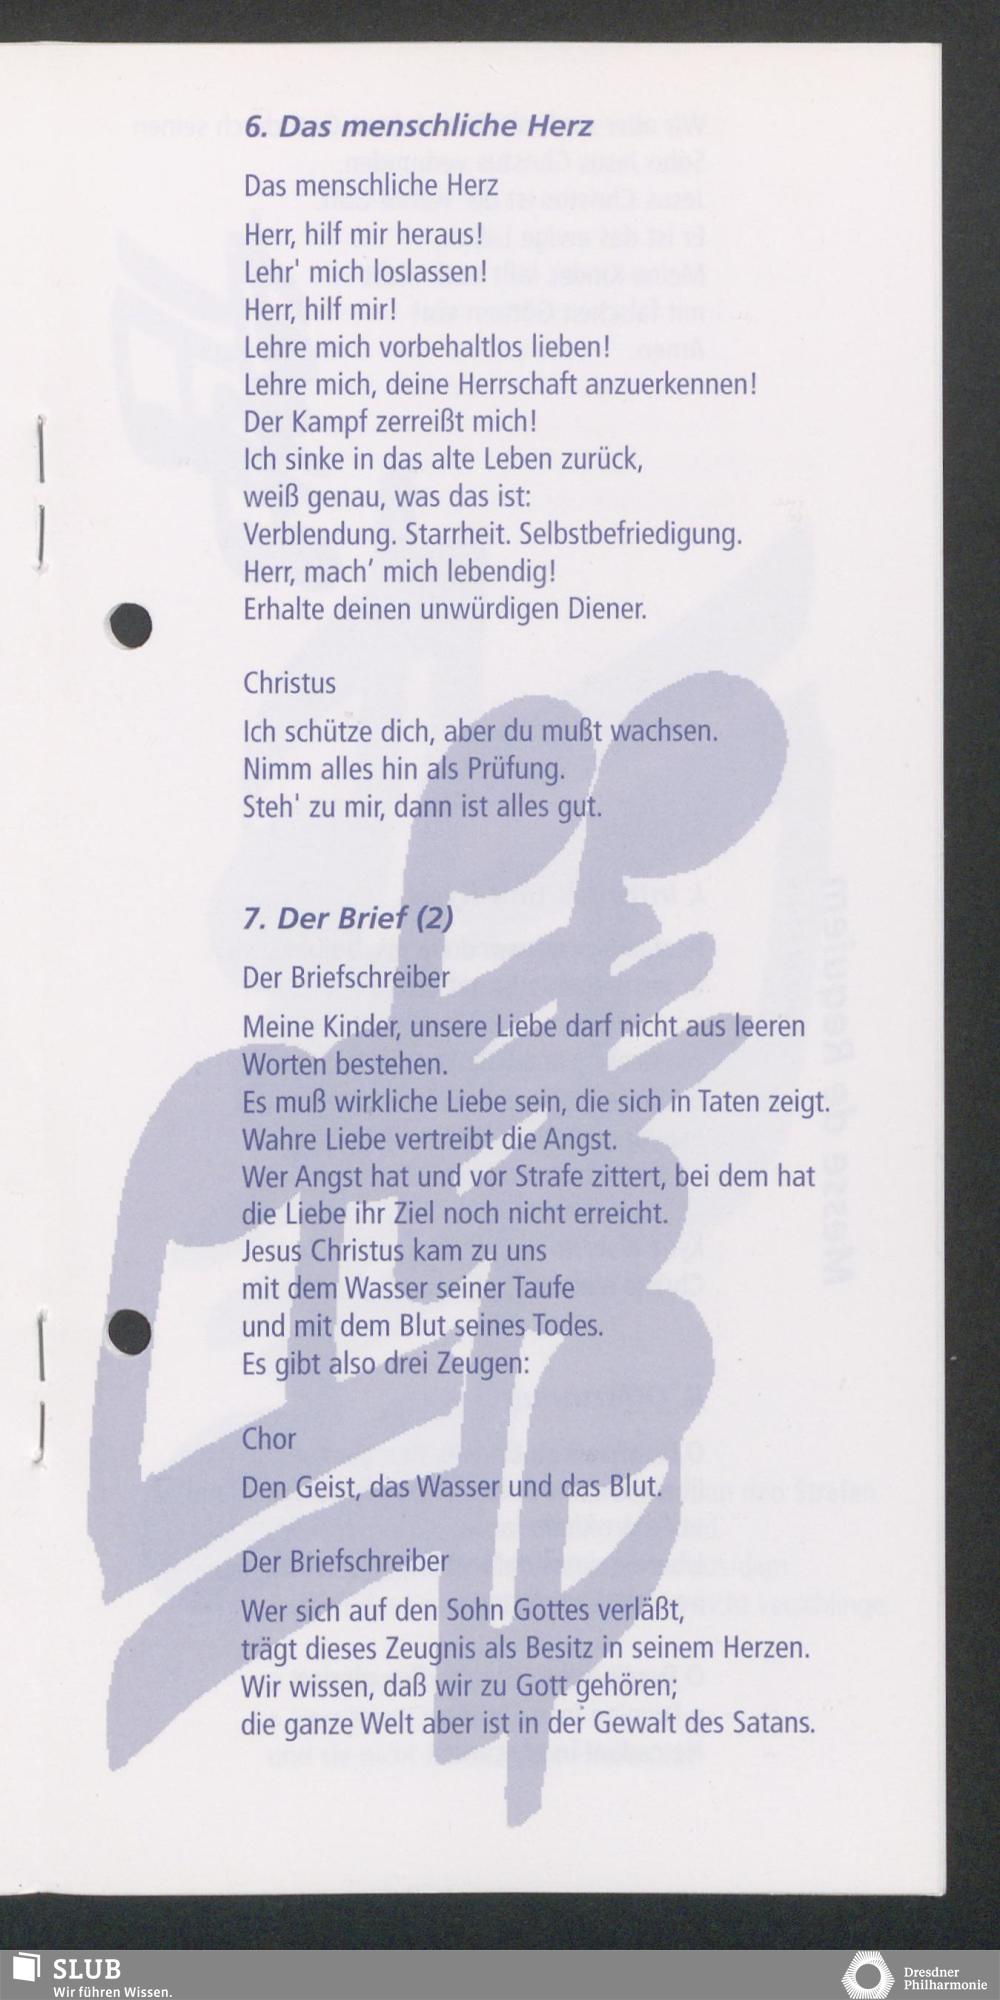 6. Das menschliche Herz
Das menschliche Herz
Herr, hilf mir heraus!
Lehr' mich loslassen!
Herr, hilf mir!
Lehre mich vorbehaltlos lieben!
Lehre mich, deine Herrschaft anzuerkennen!
Der Kampf zerreißt mich!
Ich sinke in das alte Leben zurück,
weiß genau, was das ist:
Verblendung. Starrheit. Selbstbefriedigung.
Herr, mach’ mich lebendig!
Erhalte deinen unwürdigen Diener.
Christus
Ich schütze dich, aber du mußt wachsen.
Nimm alles hin als Prüfung.
Steh' zu mir, dann ist alles gut.
7. Der Brief (2)
Der Briefschreiber
Meine Kinder, unsere Liebe darf nicht aus leeren
Worten bestehen.
Es muß wirkliche Liebe sein, die sich in Taten zeigt.
Wahre Liebe vertreibt die Angst.
Wer Angst hat und vor Strafe zittert, bei dem hat
die Liebe ihr Ziel noch nicht erreicht.
Jesus Christus kam zu uns
mit dem Wasser seiner Taufe
und mit dem Blut seines Todes.
Es gibt also drei Zeugen:
Chor
Den Geist, das Wasser und das Blut.
Der Briefschreiber
Wer sich auf den Sohn Gottes verläßt,
trägt dieses Zeugnis als Besitz in seinem Herzen.
Wir wissen, daß wir zu Gott gehören;
die ganze Welt aber ist in der Gewalt des Satans.
SLUB
Wir führen Wissen.
Dresdner
Philharmonie